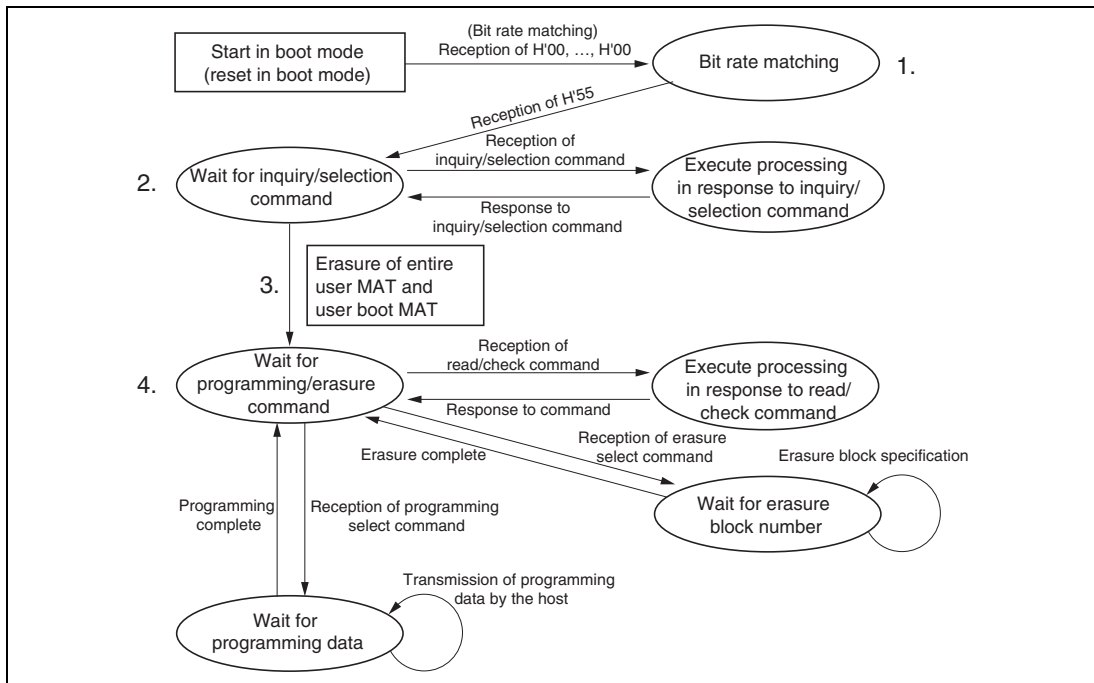 (Bit rate matching)
Reception of H'00, …, H'00
Start in boot mode
(reset in boot mode)
Bit rate matching
1.
Reception of H'55
2.
Wait for inquiry/selection
command
Reception of
inquiry/selection command
Execute processing
in response to inquiry/
selection command
Response to
inquiry/selection command
3.
Erasure of entire
user MAT and
user boot MAT
4.
Wait for
programming/erasure
command
Reception of
read/check command
Execute processing
in response to read/
check command
Response to command
Reception of erasure
select command
Erasure complete
Erasure block specification
Wait for erasure
block number
Programming
complete
Reception of programming
select command
Transmission of programming
data by the host
Wait for
programming data